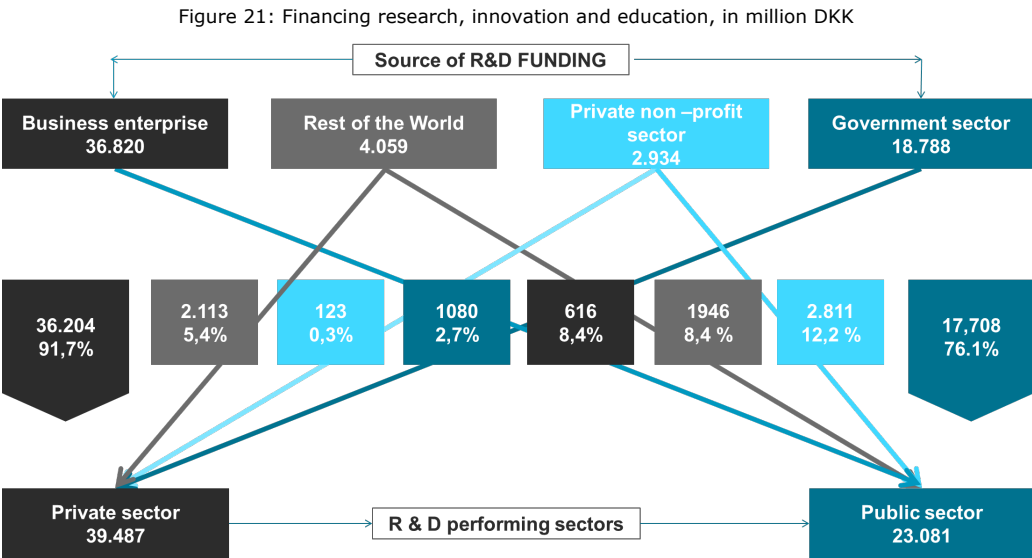 Figure 21: Financing research, innovation and education, in million DKK
Source of R&D FUNDING
Business enterprise
36.820
Rest of the World
4.059
Private non –profit
sector
2.934
Government sector
18.788
36.204
91,7%
2.113
5,4%
123
0,3%
1080
2,7%
616
8,4%
1946
8,4 %
2.811
12,2 %
17,708
76.1%
Private sector
39.487
R & D performing sectors
Public sector
23.081